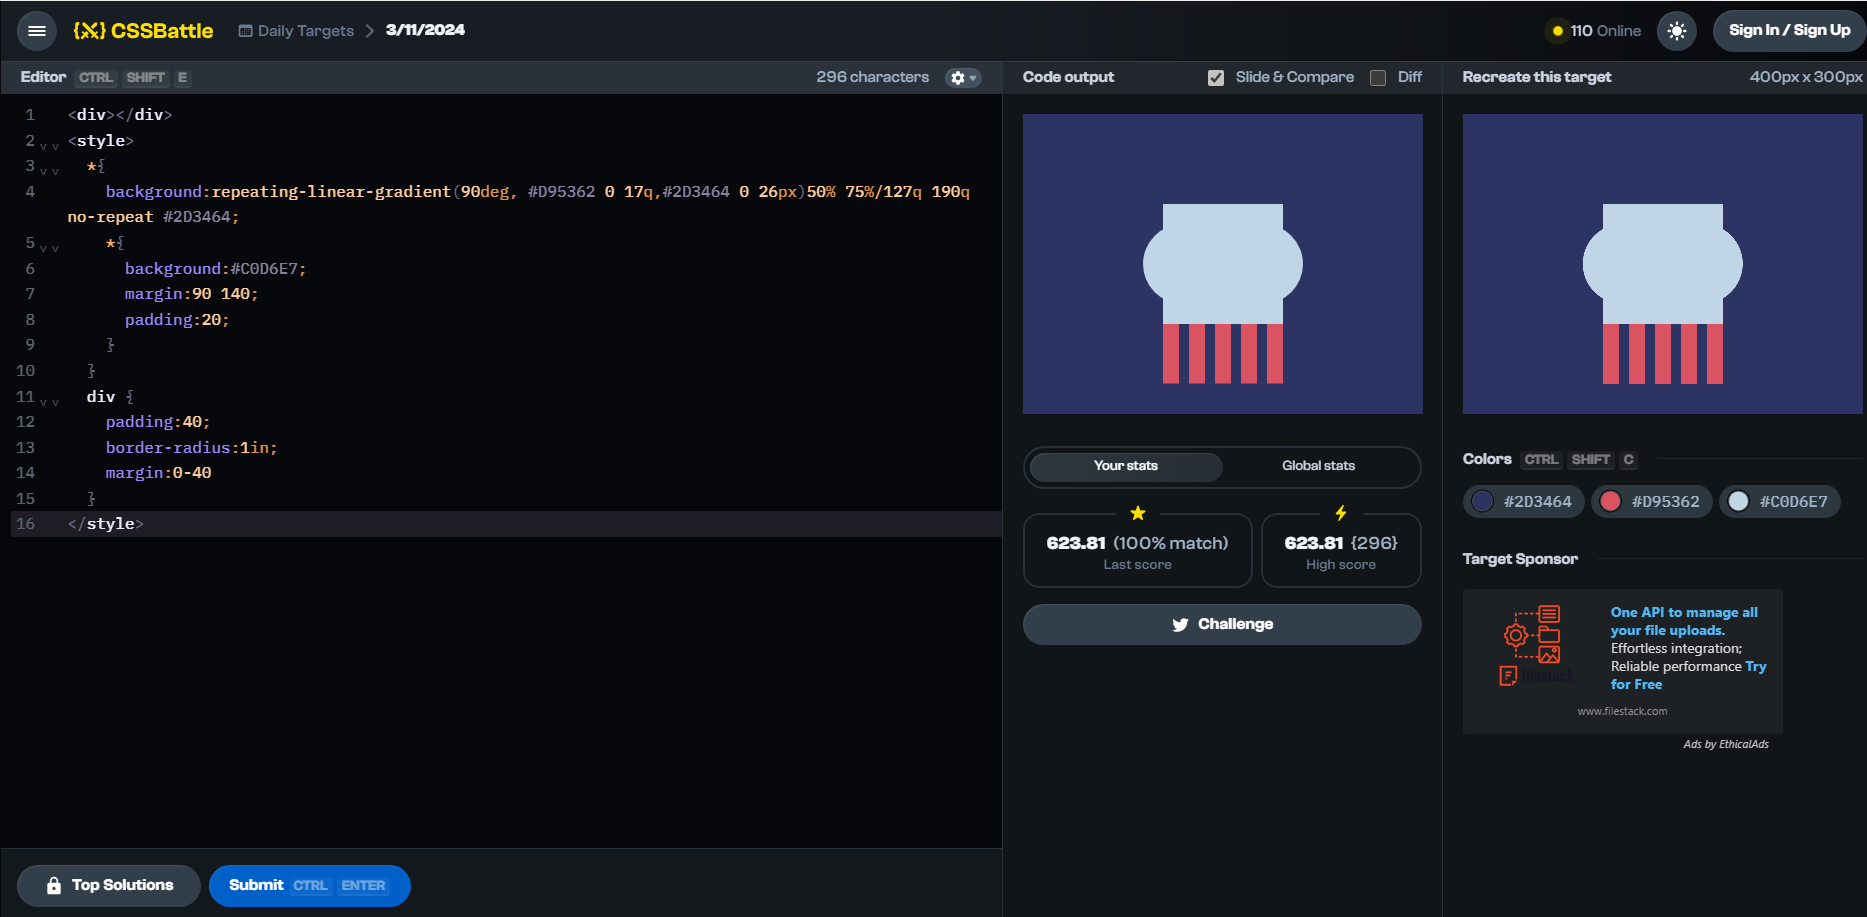 CSSBattle
Daily Targets
3/11/2024
110 Online
Sign In / Sign Up
Editor CTRL SHIFT E
296 characters
Code output
Slide & Compare
Diff
Recreate this target
400px x 300px
1 <div></div>
2 <style>
3 *{
4 background:repeating-linear-gradient(90deg, #D95362 0 17q,#2D3464 0 26px)50% 75%/127q 190q
no-repeat #2D3464;
5 *{
6 background:#C0D6E7;
7 margin:90 140;
8 padding:20;
9 }
10 }
11 div {
12 padding:40;
13 border-radius:1in;
14 margin:0-40
15 }
16 </style>
Your stats
Global stats
623.81 (100% match)
Last score
623.81 {296}
High score
Challenge
Colors CTRL SHIFT C
#2D3464
#D95362
#C0D6E7
Target Sponsor
filestack
One API to manage all
your file uploads.
Effortless integration;
Reliable performance Try
for Free
www.filestack.com
Ads by EthicalAds
Top Solutions
Submit CTRL ENTER